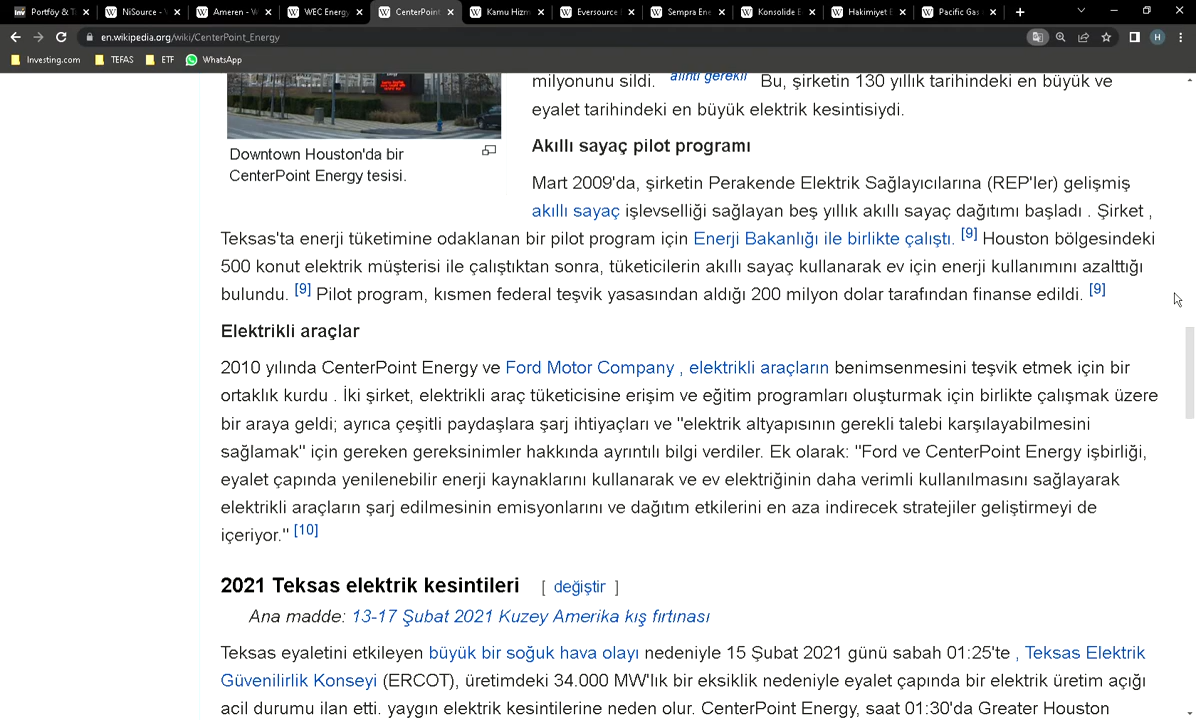 Portföy & T
NiSource -
Ameren -
WEC Energy
CenterPoint
Kamu Hizm
Eversource
Sempra Ene
Konsolide E
Hakimiyet E
Pacific Gas
en.wikipedia.org/wiki/CenterPoint_Energy
H
Investing.com
TEFAS
ETF
WhatsApp
milyonunu sildi. alıntı gerekli Bu, şirketin 130 yıllık tarihindeki en büyük ve
eyalet tarihindeki en büyük elektrik kesintisiydi.
Downtown Houston'da bir
CenterPoint Energy tesisi.
Akıllı sayaç pilot programı
Mart 2009'da, şirketin Perakende Elektrik Sağlayıcılarına (REP'ler) gelişmiş
akıllı sayaç işlevselliği sağlayan beş yıllık akıllı sayaç dağıtımı başladı . Şirket ,
Teksas'ta enerji tüketimine odaklanan bir pilot program için Enerji Bakanlığı ile birlikte çalıştı. [9] Houston bölgesindeki
500 konut elektrik müşterisi ile çalıştıktan sonra, tüketicilerin akıllı sayaç kullanarak ev için enerji kullanımını azalttığı
bulundu. [9] Pilot program, kısmen federal teşvik yasasından aldığı 200 milyon dolar tarafından finanse edildi. [9]
Elektrikli araçlar
2010 yılında CenterPoint Energy ve Ford Motor Company , elektrikli araçların benimsenmesini teşvik etmek için bir
ortaklık kurdu . İki şirket, elektrikli araç tüketicisine erişim ve eğitim programları oluşturmak için birlikte çalışmak üzere
bir araya geldi; ayrıca çeşitli paydaşlara şarj ihtiyaçları ve "elektrik altyapısının gerekli talebi karşılayabilmesini
sağlamak" için gereken gereksinimler hakkında ayrıntılı bilgi verdiler. Ek olarak: "Ford ve CenterPoint Energy işbirliği,
eyalet çapında yenilenebilir enerji kaynaklarını kullanarak ve ev elektriğinin daha verimli kullanılmasını sağlayarak
elektrikli araçların şarj edilmesinin emisyonlarını ve dağıtım etkilerini en aza indirecek stratejiler geliştirmeyi de
içeriyor." [10]
2021 Teksas elektrik kesintileri [ değiştir ]
Ana madde: 13-17 Şubat 2021 Kuzey Amerika kış fırtınası
Teksas eyaletini etkileyen büyük bir soğuk hava olayı nedeniyle 15 Şubat 2021 günü sabah 01:25'te , Teksas Elektrik
Güvenilirlik Konseyi (ERCOT), üretimdeki 34.000 MW'lık bir eksiklik nedeniyle eyalet çapında bir elektrik üretim açığı
acil durumu ilan etti. yaygın elektrik kesintilerine neden olur. CenterPoint Energy, saat 01:30'da Greater Houston